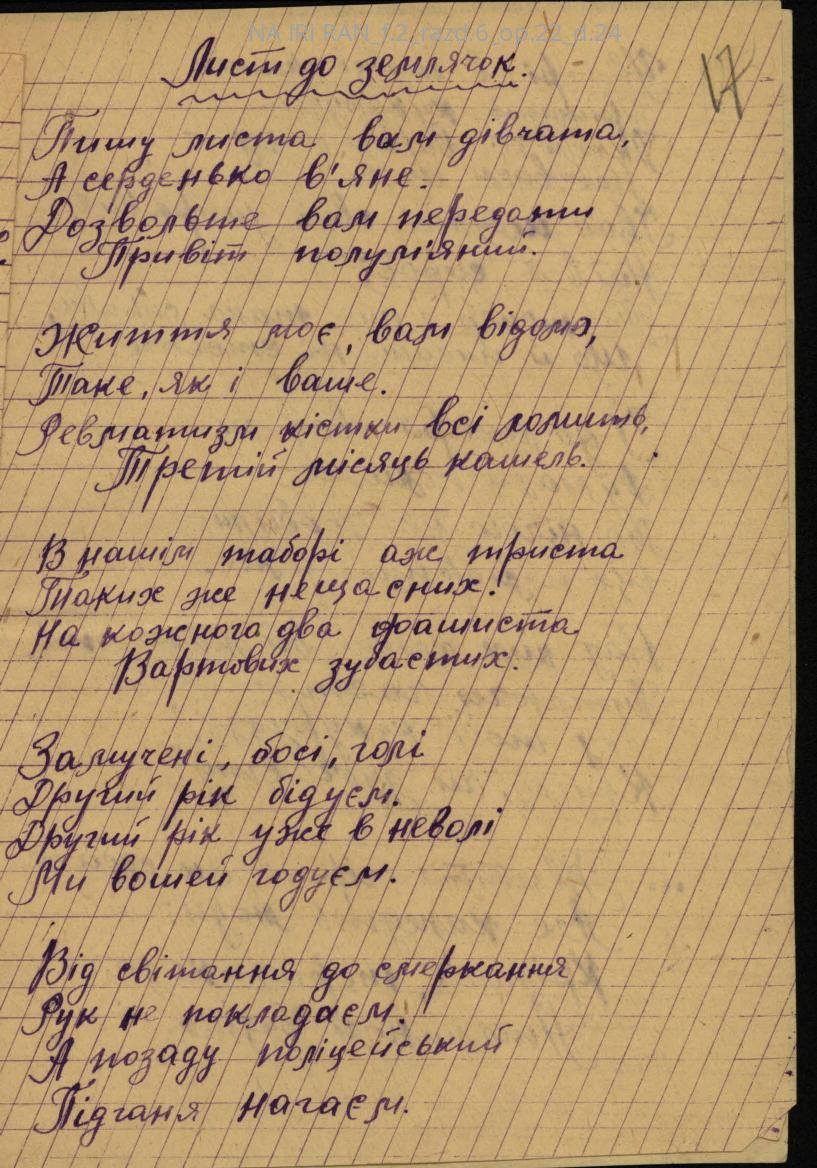 NA IRI RAN_f.2_razd.6_op.22_d.24
17
Лист до землячок.
Пишу листа вам дівчата,
А серденько в'яне.
Дозвольте вам передати
Привіт полум'яний.
Життя моє, вам відомо,
Таке, як і ваше.
Ревматизм кістки всі ломить,
Третій місяць кашель.
В нашім таборі аж триста
Таких же нещасних.
На кожного два фашиста
Вартових зубастих.
Замучені, босі, голі
Другий рік бідуєм.
Другий рік уже в неволі
Ми вошей годуєм.
Від світання до смеркання
Рук не покладаєм.
А позаду поліцейський
Підганя нагаєм.